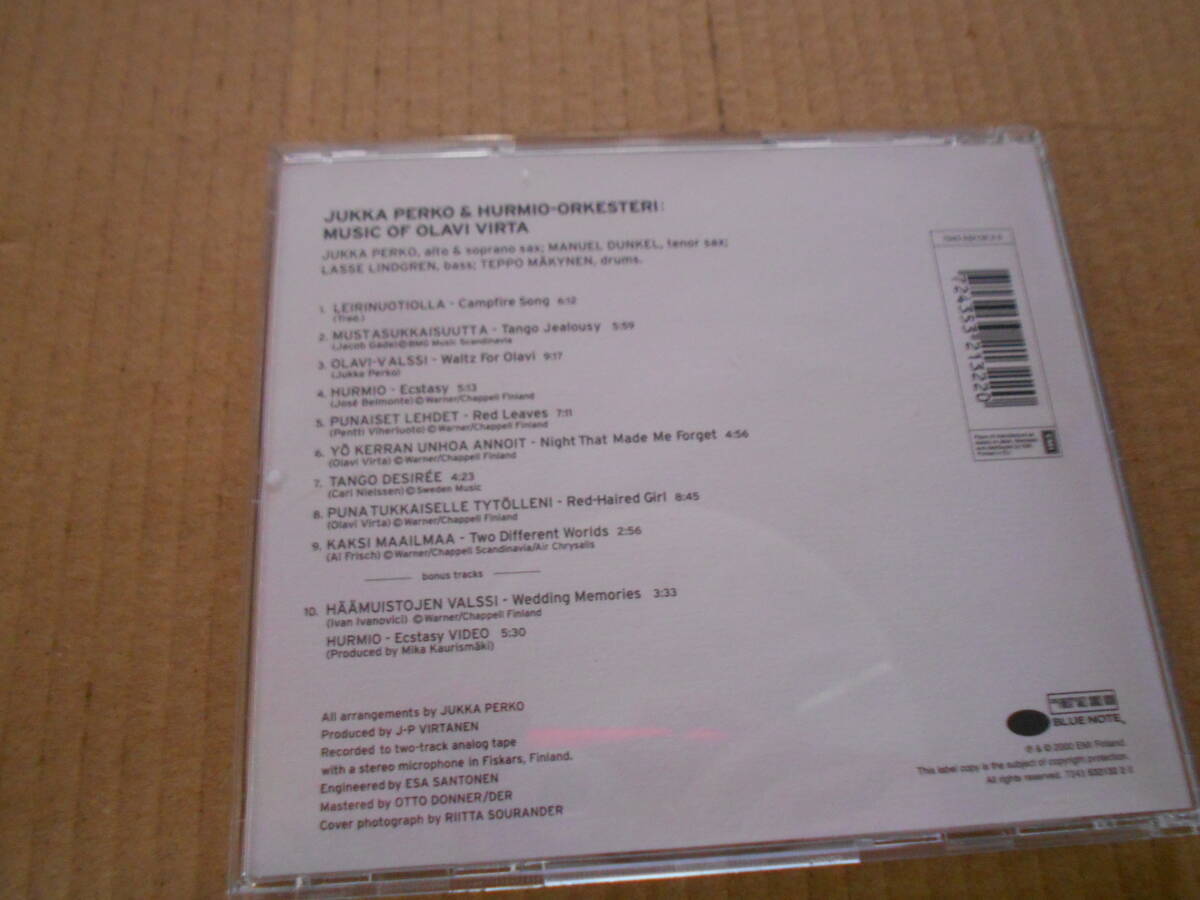 JUKKA PERKO & HURMIO-ORKESTERI:
MUSIC OF OLAVI VIRTA
JUKKA PERKO, alto & soprano sax; MANUEL DUNKEL, tenor sax;
LASSE LINDGREN, bass; TEPPO MÄKYNEN, drums.
1. LEIRINUOTIOLLA - Campfire Song 6:12
(Trad.)
2. MUSTASUKKAISUUTTA - Tango Jealousy 5:59
(Jacob Gade) © BMG Music Scandinavia
3. OLAVI-VALSSI - Waltz For Olavi 9:17
(Jukka Perko)
4. HURMIO - Ecstasy 5:13
(José Belmonte) © Warner/Chappell Finland
5. PUNAISET LEHDET - Red Leaves 7:11
(Pentti Viherluoto) © Warner/Chappell Finland
6. YÖ KERRAN UNHOA ANNOIT - Night That Made Me Forget 4:56
(Olavi Virta) © Warner/Chappell Finland
7. TANGO DESIRÉE 4:23
(Carl Nielssen) © Sweden Music
8. PUNATUKKAISELLE TYTÖLLENI - Red-Haired Girl 8:45
(Olavi Virta) © Warner/Chappell Finland
9. KAKSI MAAILMAA - Two Different Worlds 2:56
(Al Frisch) © Warner/Chappell Scandinavia/Air Chrysalis
bonus tracks
10. HÄÄMUISTOJEN VALSSI - Wedding Memories 3:33
(Ivan Ivanovici) © Warner/Chappell Finland
HURMIO - Ecstasy VIDEO 5:30
(Produced by Mika Kaurismäki)
All arrangements by JUKKA PERKO
Produced by J-P VIRTANEN
Recorded to two-track analog tape
with a stereo microphone in Fiskars, Finland.
Engineered by ESA SANTONEN
Mastered by OTTO DONNER/DER
Cover photograph by RIITTA SOURANDER
7243 532132 2 0
724353213220
EMI
BLUE NOTE
℗ & © 2000 EMI Finland.
This label copy is the subject of copyright protection.
All rights reserved. 7243 532132 2 0